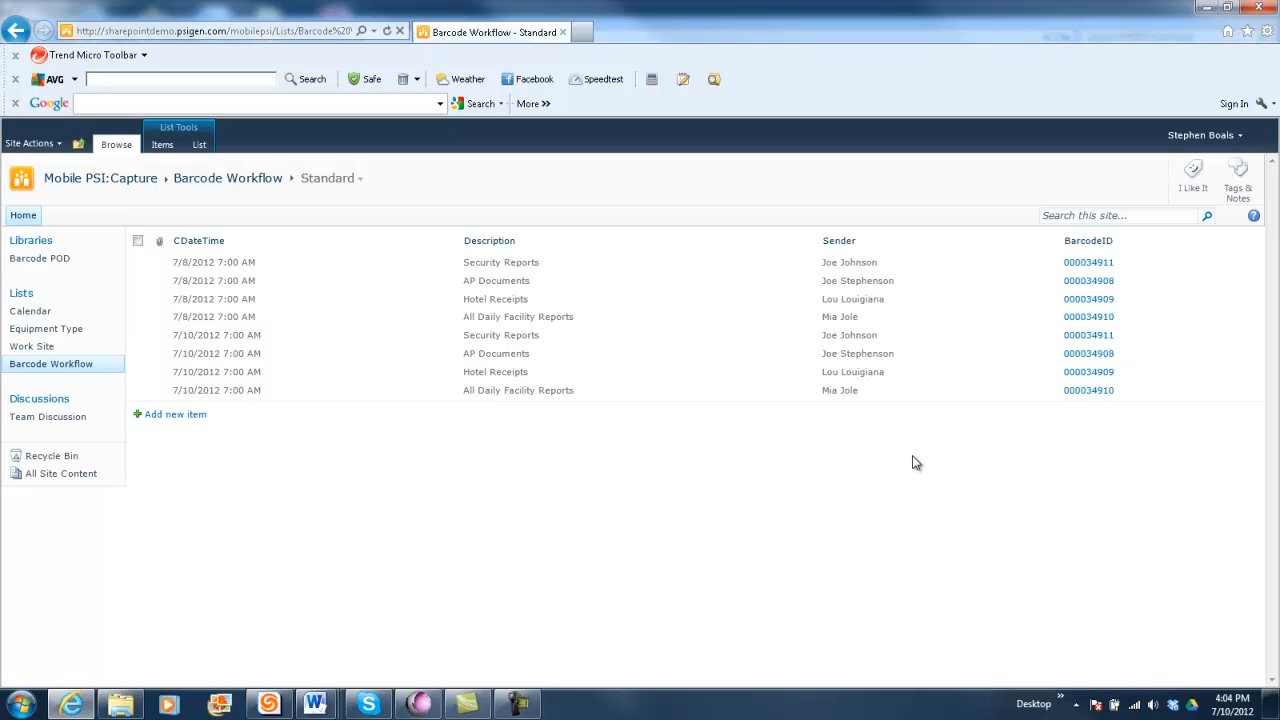 http://sharepointdemo.psigen.com/mobilepsi/Lists/Barcode%20\
Barcode Workflow - Standard
Trend Micro Toolbar
AVG Search Safe Weather Facebook Speedtest
Google Search More >> Sign In
List Tools
Stephen Boals
Site Actions Browse Items List
Mobile PSI:Capture Barcode Workflow Standard
I Like It
Tags & Notes
Home
Search this site...
Libraries
Barcode POD
Lists
Calendar
Equipment Type
Work Site
Barcode Workflow
Discussions
Team Discussion
Recycle Bin
All Site Content
CDateTime Description Sender BarcodeID
7/8/2012 7:00 AM Security Reports Joe Johnson 000034911
7/8/2012 7:00 AM AP Documents Joe Stephenson 000034908
7/8/2012 7:00 AM Hotel Receipts Lou Louigiana 000034909
7/8/2012 7:00 AM All Daily Facility Reports Mia Jole 000034910
7/10/2012 7:00 AM Security Reports Joe Johnson 000034911
7/10/2012 7:00 AM AP Documents Joe Stephenson 000034908
7/10/2012 7:00 AM Hotel Receipts Lou Louigiana 000034909
7/10/2012 7:00 AM All Daily Facility Reports Mia Jole 000034910
Add new item
Desktop
4:04 PM
7/10/2012